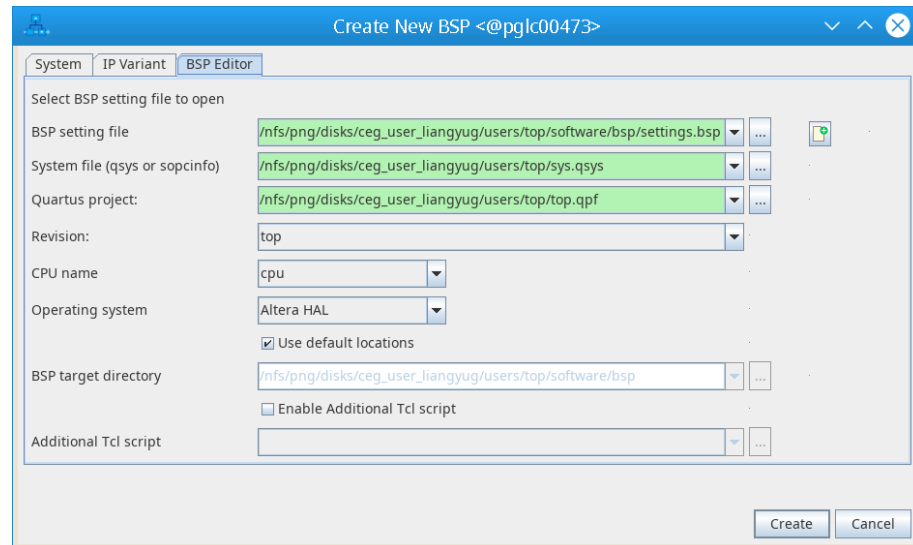 Create New BSP <@pglc00473>
System IP Variant BSP Editor
Select BSP setting file to open
BSP setting file /nfs/png/disks/ceg_user_liangyug/users/top/software/bsp/settings.bsp ...
System file (qsys or sopcinfo) /nfs/png/disks/ceg_user_liangyug/users/top/sys.qsys ...
Quartus project: /nfs/png/disks/ceg_user_liangyug/users/top/top.qpf ...
Revision: top
CPU name cpu
Operating system Altera HAL
Use default locations
BSP target directory /nfs/png/disks/ceg_user_liangyug/users/top/software/bsp ...
Enable Additional Tcl script
Additional Tcl script ...
Create Cancel